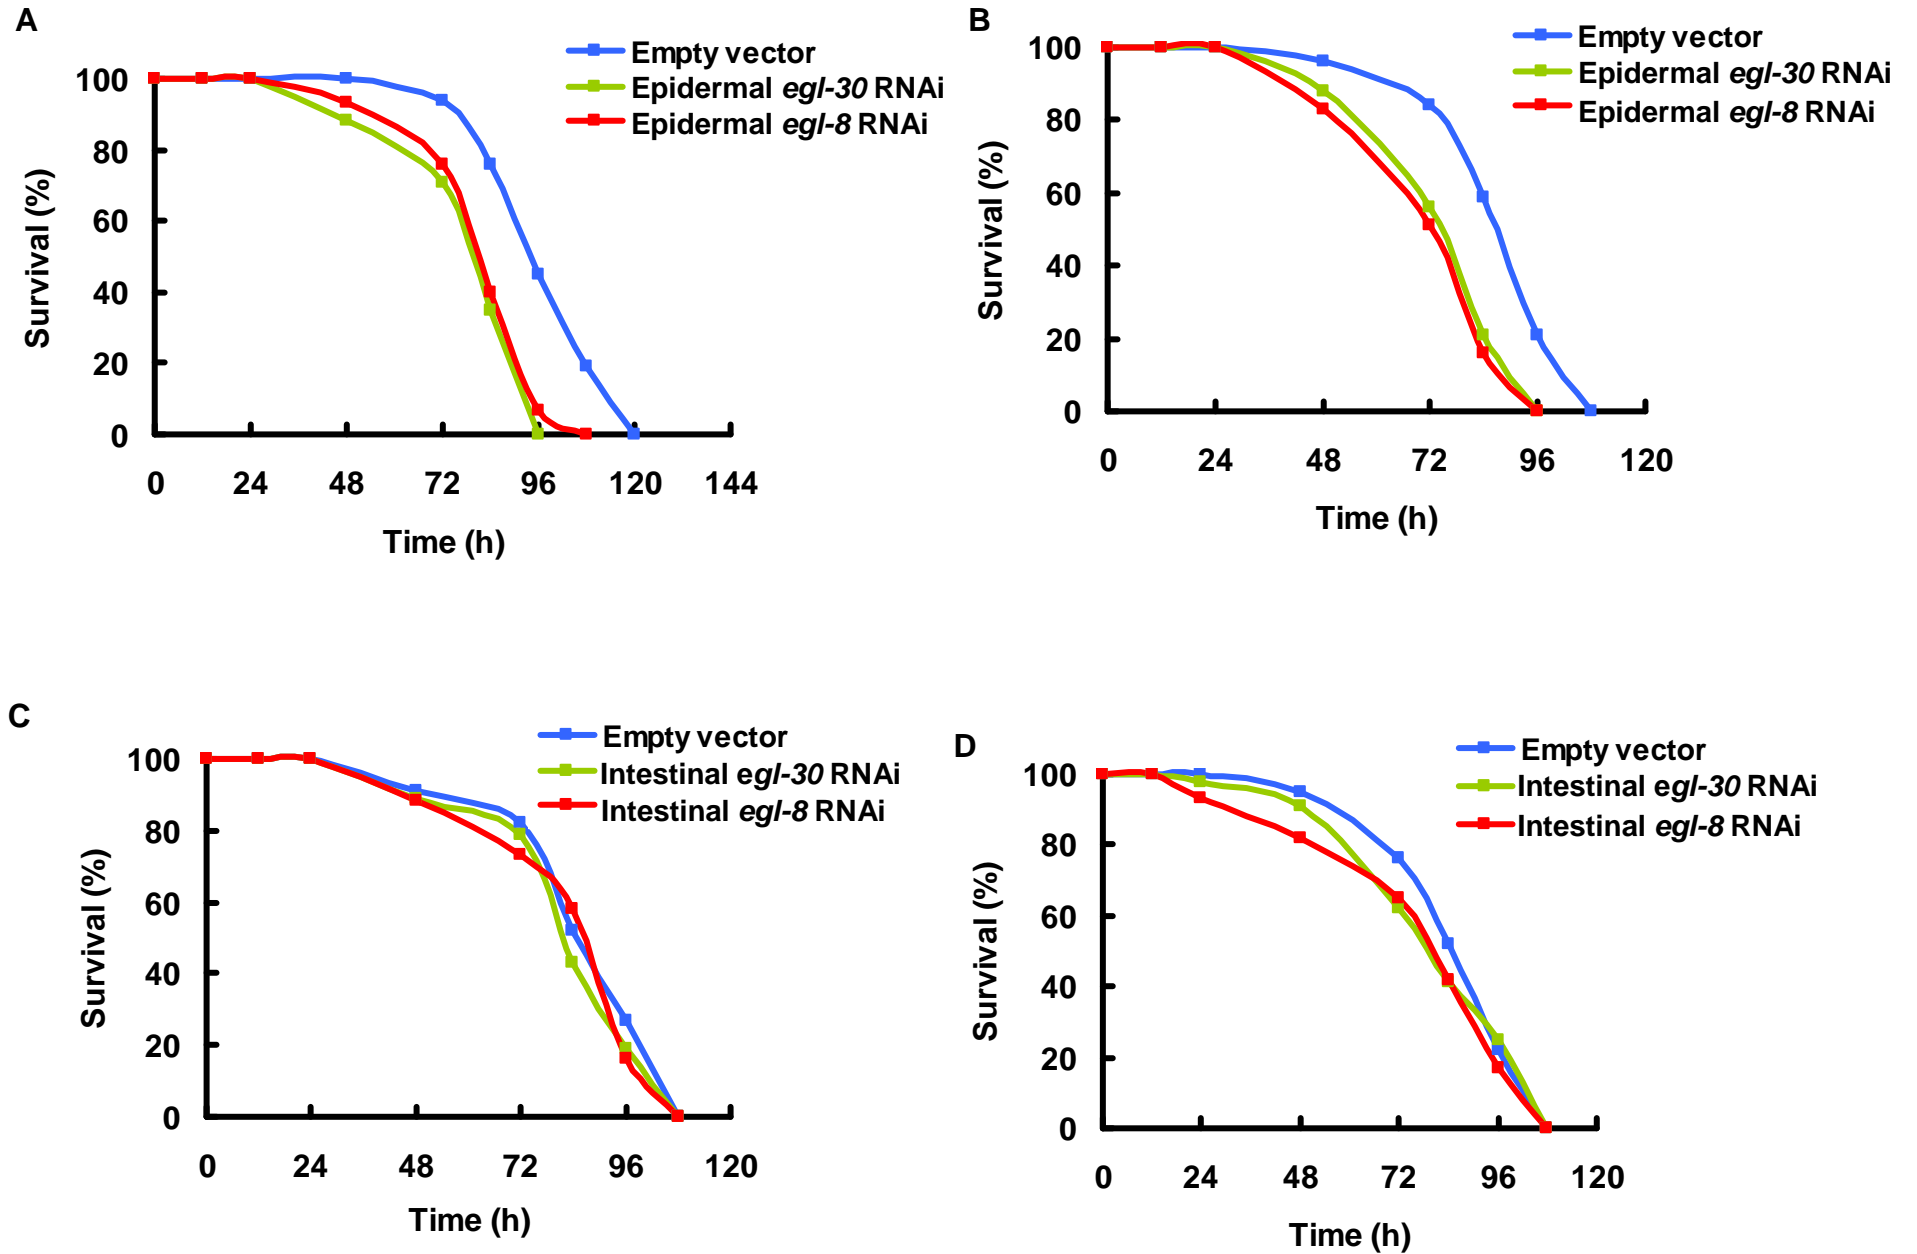 A
Empty vector
Epidermal egl-30 RNAi
Epidermal egl-8 RNAi
100
80
60
40
20
0
Survival (%)
0 24 48 72 96 120 144
Time (h)
B
Empty vector
Epidermal egl-30 RNAi
Epidermal egl-8 RNAi
100
80
60
40
20
0
Survival (%)
0 24 48 72 96 120
Time (h)
C
Empty vector
Intestinal egl-30 RNAi
Intestinal egl-8 RNAi
100
80
60
40
20
0
Survival (%)
0 24 48 72 96 120
Time (h)
D
Empty vector
Intestinal egl-30 RNAi
Intestinal egl-8 RNAi
100
80
60
40
20
0
Survival (%)
0 24 48 72 96 120
Time (h)